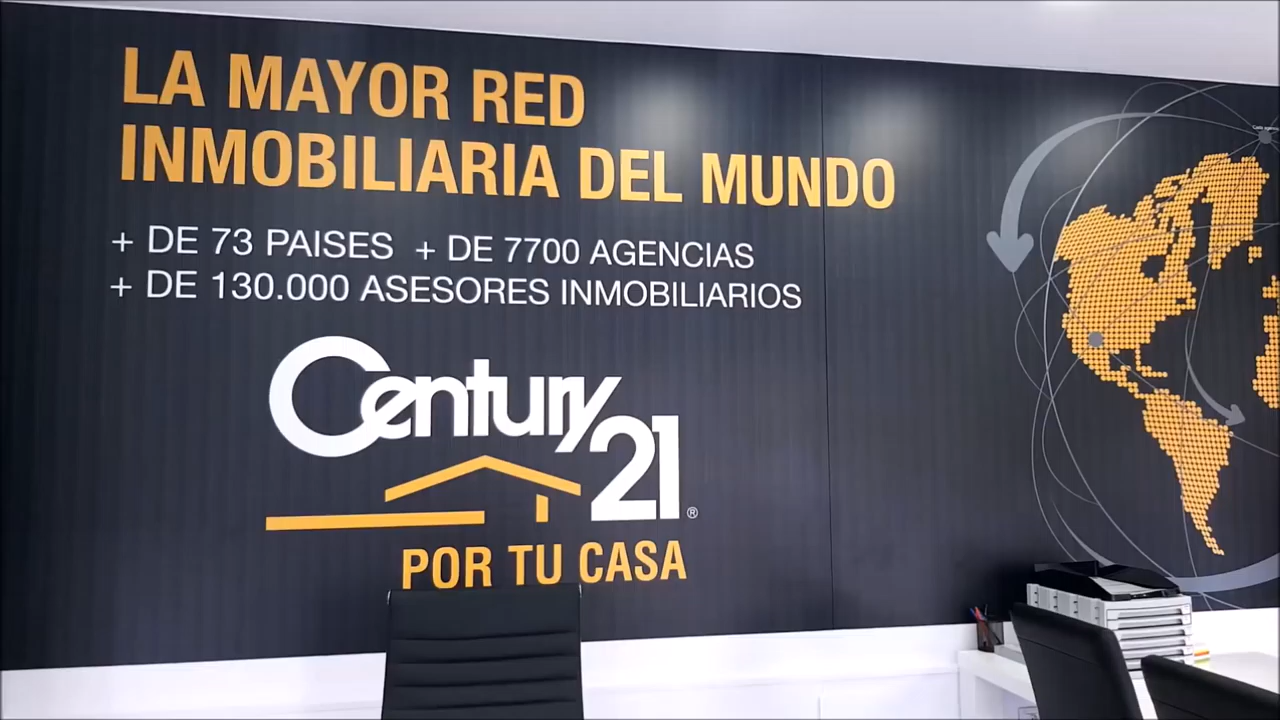 LA MAYOR RED
INMOBILIARIA DEL MUNDO
+ DE 73 PAISES + DE 7700 AGENCIAS
+ DE 130.000 ASESORES INMOBILIARIOS
Century
21®
POR TU CASA